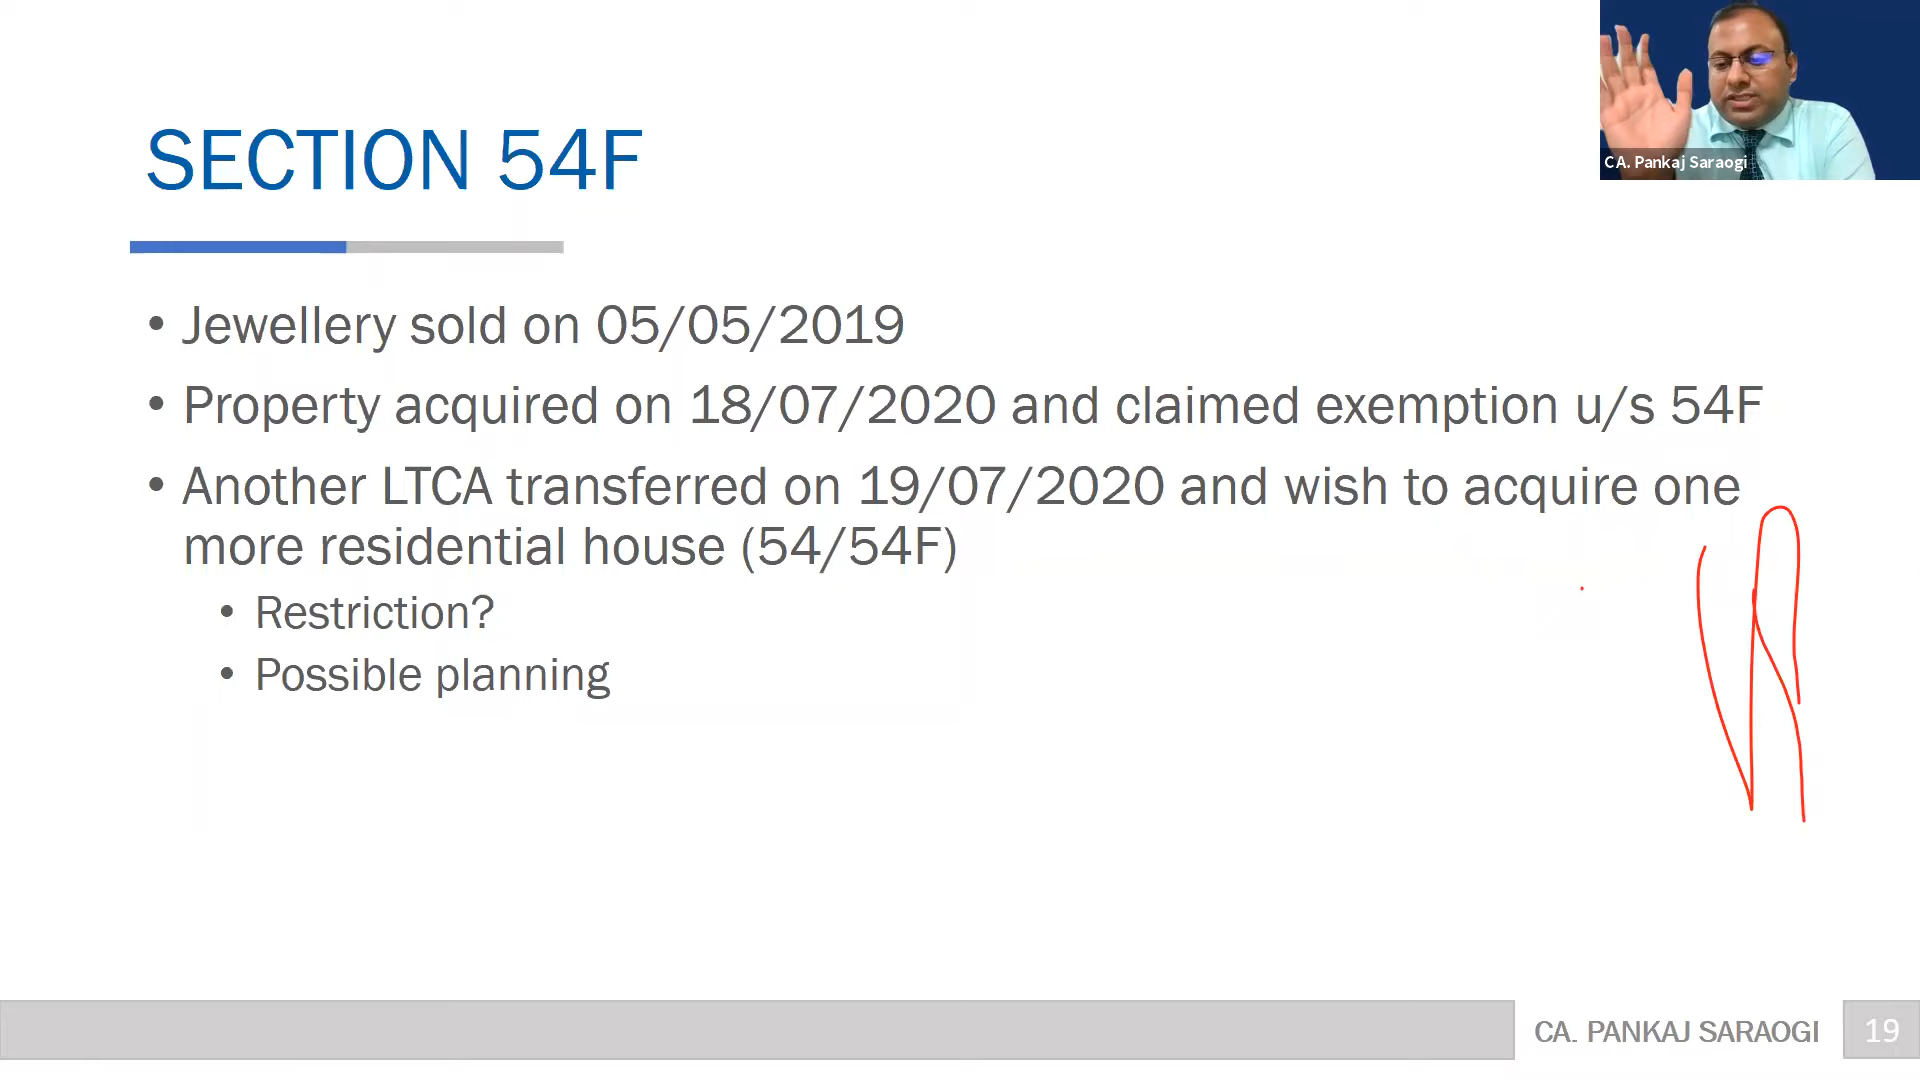 CA. Pankaj Saraogi
SECTION 54F
• Jewellery sold on 05/05/2019
• Property acquired on 18/07/2020 and claimed exemption u/s 54F
• Another LTCA transferred on 19/07/2020 and wish to acquire one
more residential house (54/54F)
• Restriction?
• Possible planning
CA. PANKAJ SARAOGI
19